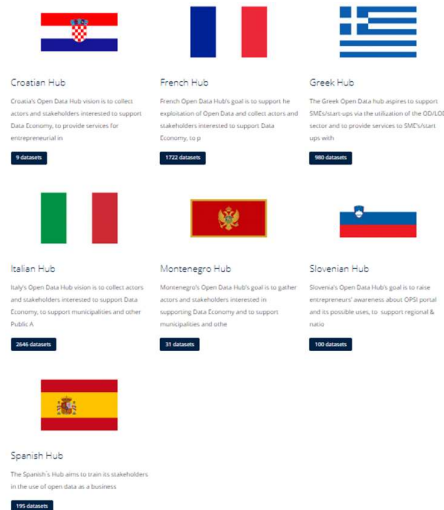 Croatian Hub
Croatia's Open Data Hub vision is to collect
actors and stakeholders interested to support
Data Economy, to provide services for
entrepreneurial in
9 datasets
French Hub
French Open Data Hub's goal is to support he
exploitation of Open Data and collect actors and
stakeholders interested to support Data
Economy, to p
1722 datasets
Greek Hub
The Greek Open Data hub aspires to support
SMEs/start-ups via the utilization of the OD/LOD
sector and to provide services to SME's/start
ups with
980 datasets
Italian Hub
Italy's Open Data Hub vision is to collect actors
and stakeholders interested to support Data
Economy, to support municipalities and other
Public A
2646 datasets
Montenegro Hub
Montenegro's Open Data Hub's goal is to gather
actors and stakeholders interested in
supporting Data Economy and to support
municipalities and othe
31 datasets
Slovenian Hub
Slovenia's Open Data Hub's goal is to raise
entrepreneurs' awareness about OPSI portal
and its possible uses, to support regional &
natio
100 datasets
Spanish Hub
The Spanish's Hub aims to train its stakeholders
in the use of open data as a business
195 datasets